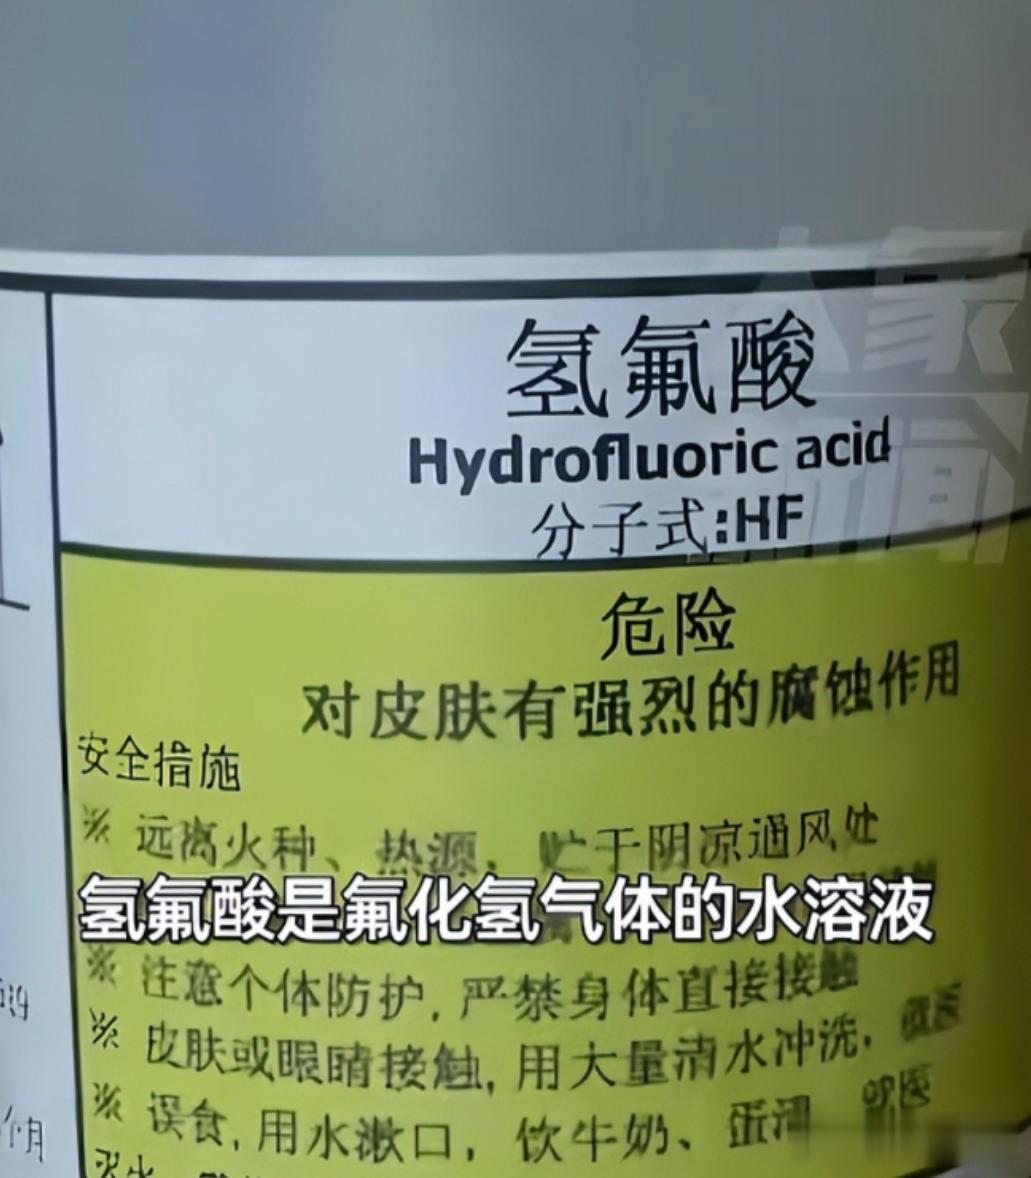 氢氟酸
Hydrofluoric acid
分子式:HF
危险
对皮肤有强烈的腐蚀作用
安全措施
※ 远离火种、热源、贮于阴凉通风处
氢氟酸是氟化氢气体的水溶液
※ 注意个体防护,严禁身体直接接触
※ 皮肤或眼睛接触,用大量清水冲洗,就医
※ 误食,用水漱口,饮牛奶、蛋清